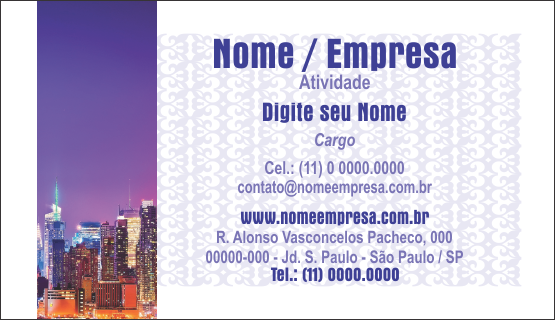 Nome / Empresa
Atividade
Digite seu Nome
Cargo
Cel.: (11) 0 0000.0000
contato@nomeempresa.com.br
www.nomeempresa.com.br
R. Alonso Vasconcelos Pacheco, 000
00000-000 - Jd. S. Paulo - São Paulo / SP
Tel.: (11) 0000.0000